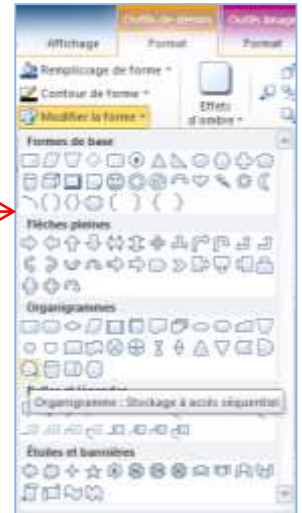 Outils de dessin Outils Image
Affichage Format Format
Remplissage de forme
Contour de forme
Modifier la forme
Effets d'ombre
Formes de base
Flèches pleines
Organigrammes
Organigramme : Stockage à accès séquentiel
Étoiles et bannières